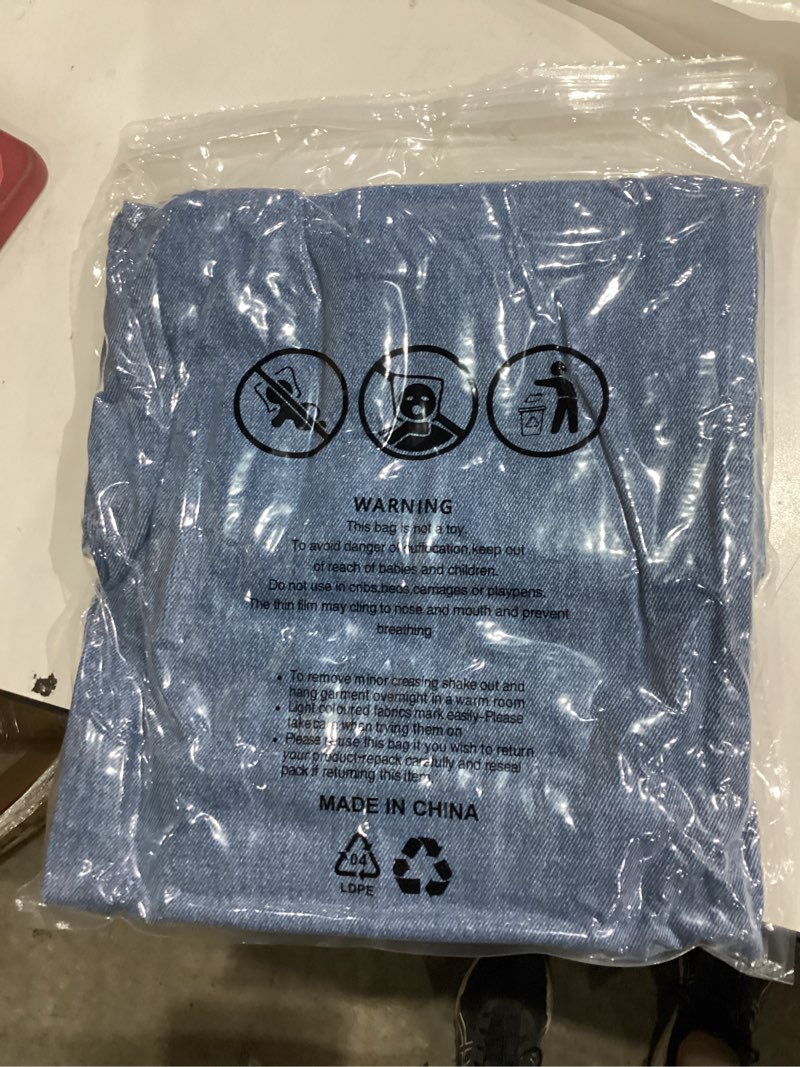 WARNING
This bag is not a toy.
To avoid danger of suffocation,keep out
of reach of babies and children.
Do not use in cribs,beds,carriages or playpens.
The thin film may cling to nose and mouth and prevent
breathing
• To remove minor creasing shake out and
hang garment overnight in a warm room
• Light coloured fabrics mark easily-Please
take care when trying them on
• Please re-use this bag if you wish to return
your product-repack carefully and reseal
pack if returning this item
MADE IN CHINA
04
LDPE